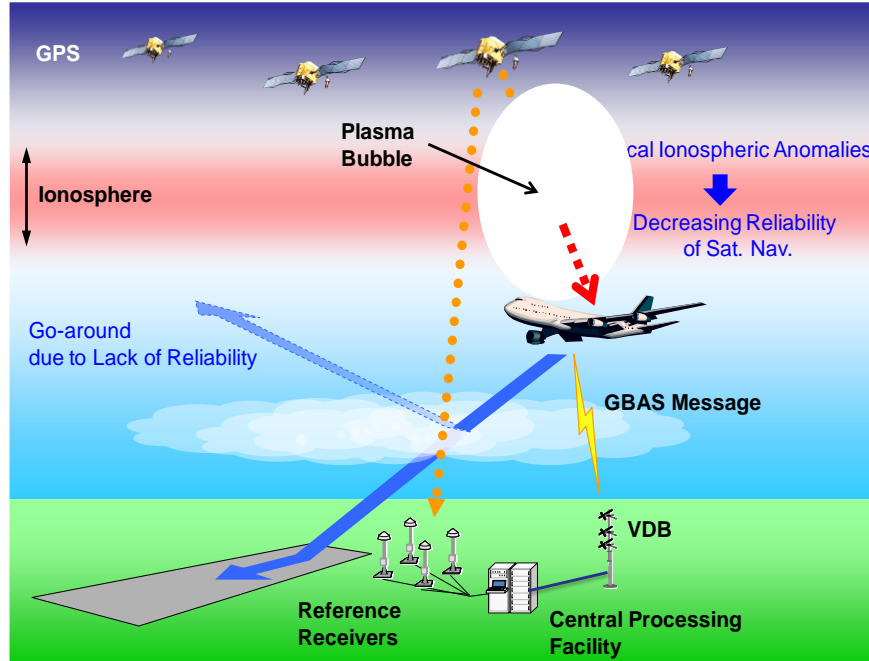 GPS
Plasma
Bubble
cal Ionospheric Anomalies
Ionosphere
Decreasing Reliability
of Sat. Nav.
Go-around
due to Lack of Reliability
GBAS Message
VDB
Reference
Receivers
Central Processing
Facility